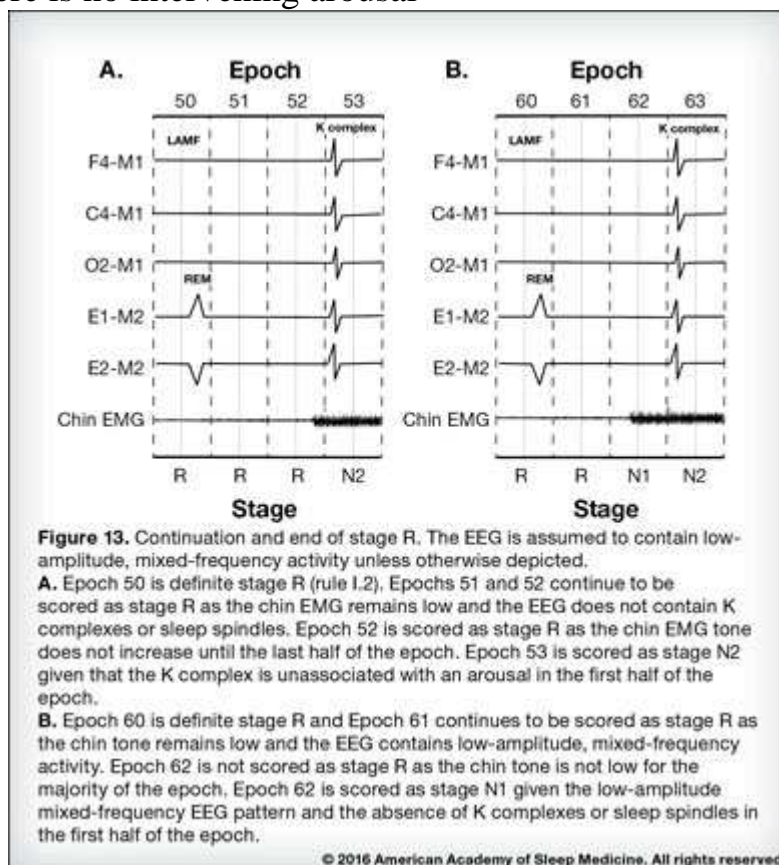 ere is no intervening arousal
A. Epoch
50 51 52 53
LAMF K complex
F4-M1
C4-M1
O2-M1
REM
E1-M2
E2-M2
Chin EMG
R R R N2
Stage
B. Epoch
60 61 62 63
LAMF K complex
F4-M1
C4-M1
O2-M1
REM
E1-M2
E2-M2
Chin EMG
R R N1 N2
Stage
Figure 13. Continuation and end of stage R. The EEG is assumed to contain low-
amplitude, mixed-frequency activity unless otherwise depicted.
A. Epoch 50 is definite stage R (rule I.2). Epochs 51 and 52 continue to be
scored as stage R as the chin EMG remains low and the EEG does not contain K
complexes or sleep spindles. Epoch 52 is scored as stage R as the chin EMG tone
does not increase until the last half of the epoch. Epoch 53 is scored as stage N2
given that the K complex is unassociated with an arousal in the first half of the
epoch.
B. Epoch 60 is definite stage R and Epoch 61 continues to be scored as stage R as
the chin tone remains low and the EEG contains low-amplitude, mixed-frequency
activity. Epoch 62 is not scored as stage R as the chin tone is not low for the
majority of the epoch. Epoch 62 is scored as stage N1 given the low-amplitude
mixed-frequency EEG pattern and the absence of K complexes or sleep spindles in
the first half of the epoch.
© 2016 American Academy of Sleep Medicine. All rights reserved